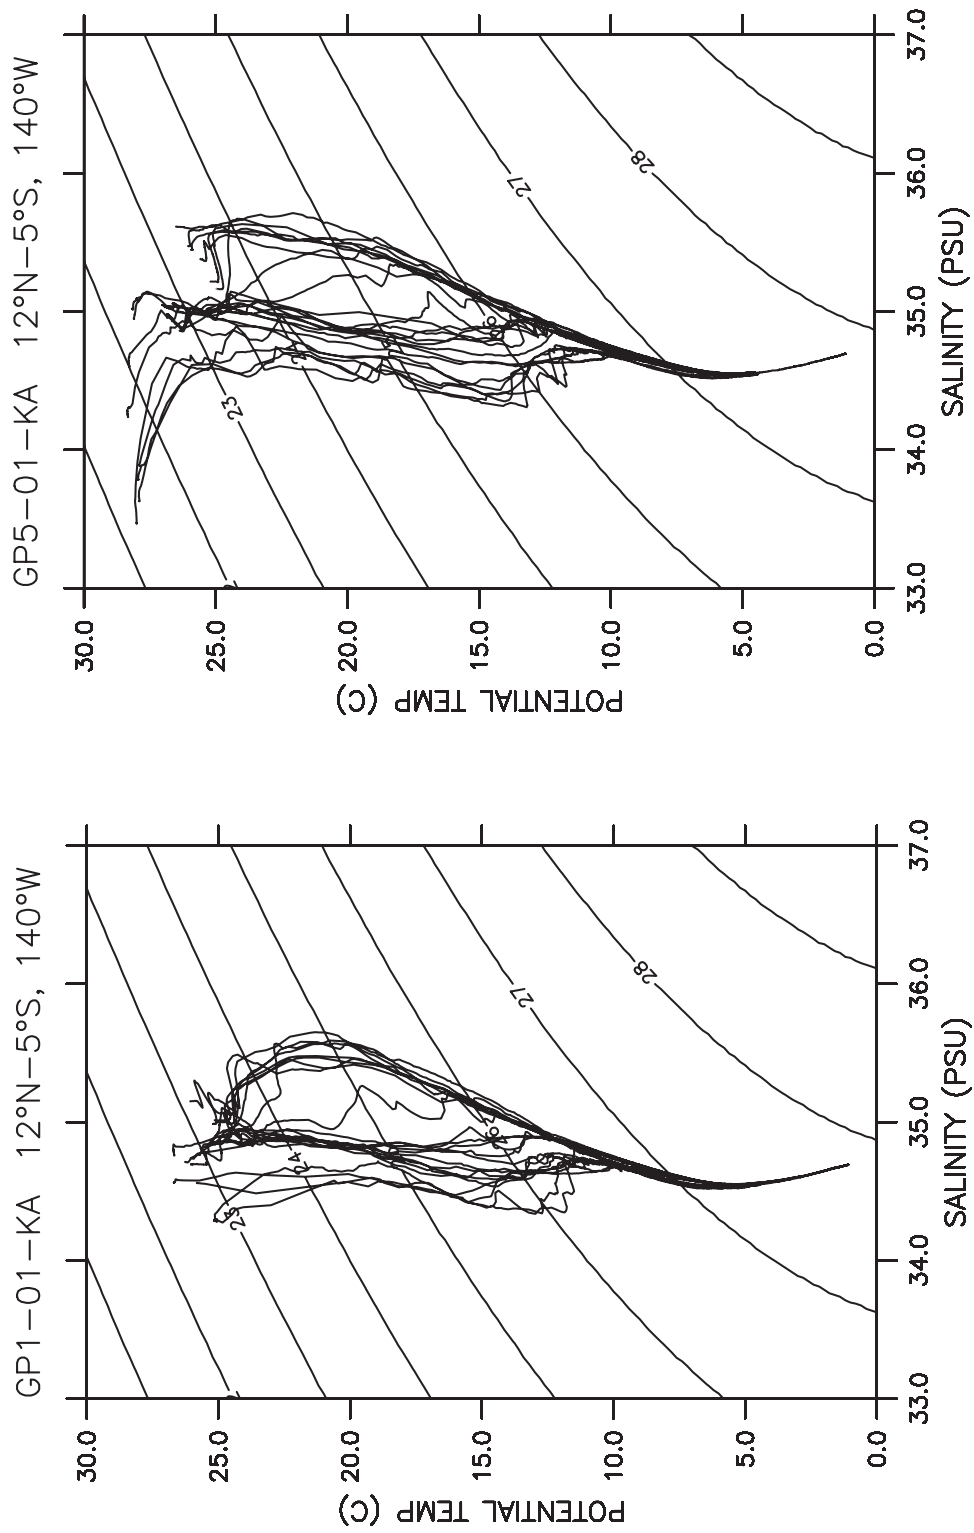 GP1-01-KA 12°N-5°S, 140°W
30.0
25.0
20.0
15.0
10.0
5.0
0.0
POTENTIAL TEMP (C)
23
24
26
27
28
33.0 34.0 35.0 36.0 37.0
SALINITY (PSU)
GP5-01-KA 12°N-5°S, 140°W
30.0
25.0
20.0
15.0
10.0
5.0
0.0
POTENTIAL TEMP (C)
23
26
27
28
33.0 34.0 35.0 36.0 37.0
SALINITY (PSU)